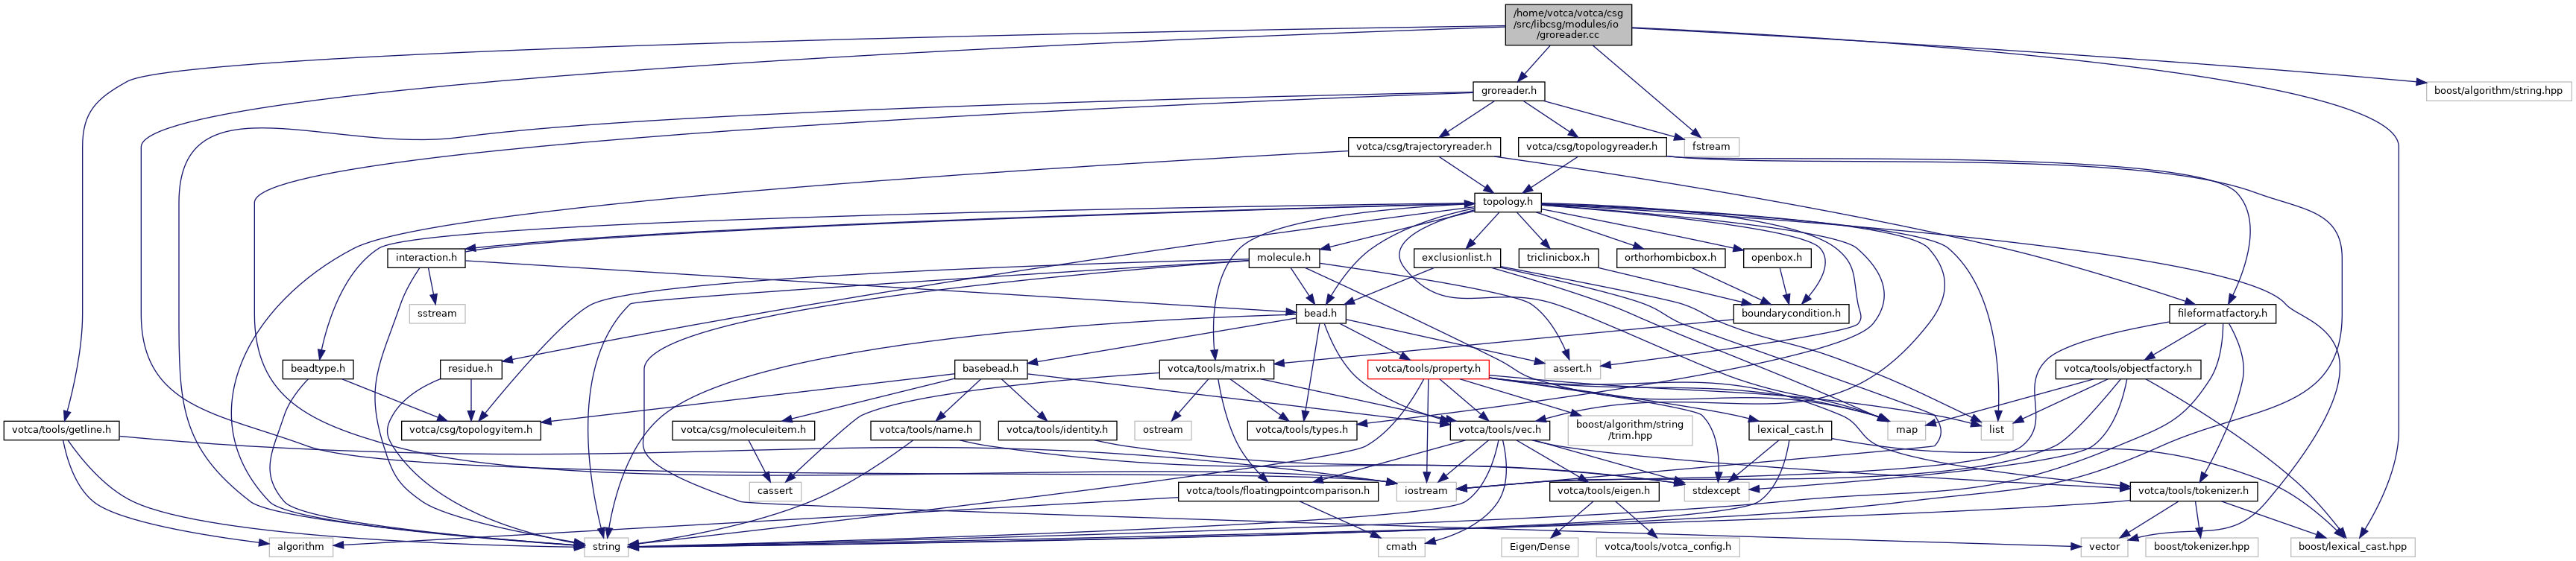 /home/votca/votca/csg
/src/libcsg/modules/io
/groreader.cc
groreader.h
boost/algorithm/string.hpp
votca/csg/trajectoryreader.h
votca/csg/topologyreader.h
fstream
topology.h
interaction.h
molecule.h
exclusionlist.h
triclinicbox.h
orthorhombicbox.h
openbox.h
sstream
bead.h
boundarycondition.h
fileformatfactory.h
beadtype.h
residue.h
basebead.h
votca/tools/matrix.h
votca/tools/property.h
assert.h
votca/tools/objectfactory.h
votca/tools/getline.h
votca/csg/topologyitem.h
votca/csg/moleculeitem.h
votca/tools/name.h
votca/tools/identity.h
ostream
votca/tools/types.h
votca/tools/vec.h
boost/algorithm/string
/trim.hpp
lexical_cast.h
map
list
cassert
iostream
votca/tools/floatingpointcomparison.h
votca/tools/eigen.h
stdexcept
votca/tools/tokenizer.h
algorithm
string
cmath
Eigen/Dense
votca/tools/votca_config.h
vector
boost/tokenizer.hpp
boost/lexical_cast.hpp